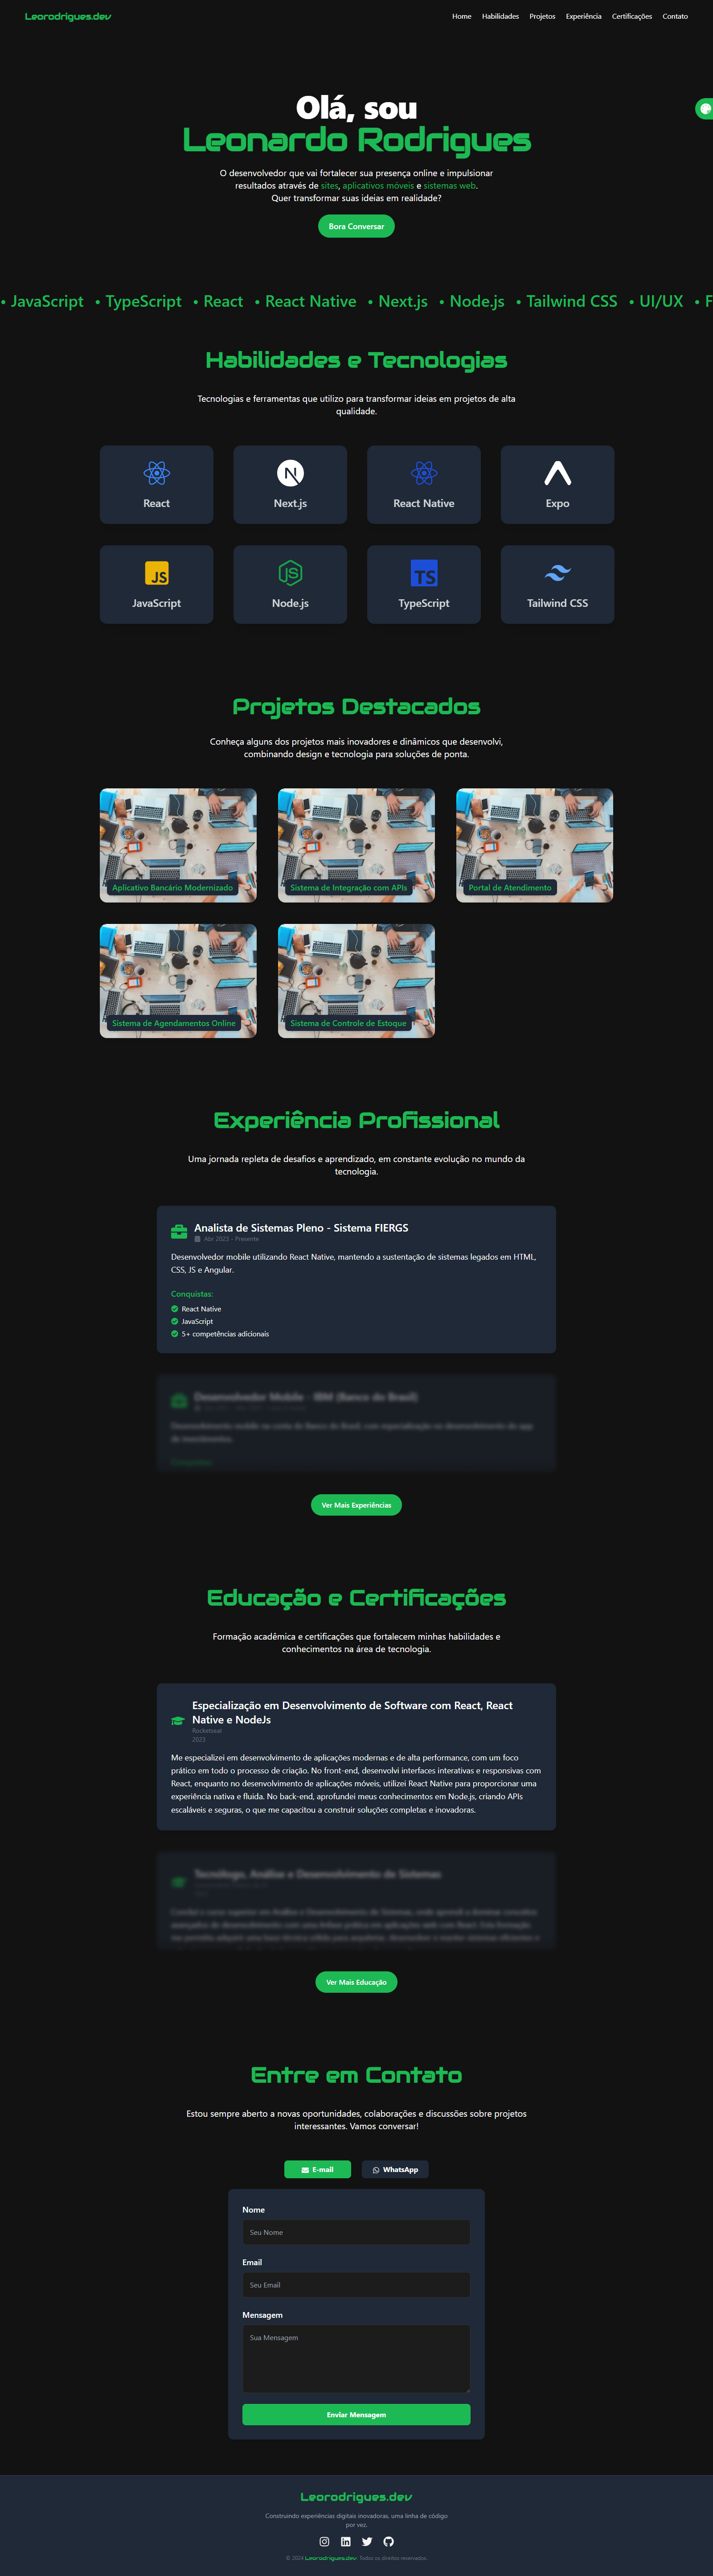 Leorodrigues.dev
Home Habilidades Projetos Experiência Certificações Contato
Olá, sou
Leonardo Rodrigues
O desenvolvedor que vai fortalecer sua presença online e impulsionar
resultados através de sites, aplicativos móveis e sistemas web.
Quer transformar suas ideias em realidade?
Bora Conversar
• JavaScript • TypeScript • React • React Native • Next.js • Node.js • Tailwind CSS • UI/UX • F
Habilidades e Tecnologias
Tecnologias e ferramentas que utilizo para transformar ideias em projetos de alta
qualidade.
React
N
Next.js
React Native
Expo
JS
JavaScript
JS
Node.js
TS
TypeScript
Tailwind CSS
Projetos Destacados
Conheça alguns dos projetos mais inovadores e dinâmicos que desenvolvi,
combinando design e tecnologia para soluções de ponta.
Aplicativo Bancário Modernizado
Sistema de Integração com APIs
Portal de Atendimento
Sistema de Agendamentos Online
Sistema de Controle de Estoque
Experiência Profissional
Uma jornada repleta de desafios e aprendizado, em constante evolução no mundo da
tecnologia.
Analista de Sistemas Pleno - Sistema FIERGS
Abr 2023 - Presente
Desenvolvedor mobile utilizando React Native, mantendo a sustentação de sistemas legados em HTML,
CSS, JS e Angular.
Conquistas:
React Native
JavaScript
5+ competências adicionais
Desenvolvedor Mobile - IBM (Banco do Brasil)
Ver Mais Experiências
Educação e Certificações
Formação acadêmica e certificações que fortalecem minhas habilidades e
conhecimentos na área de tecnologia.
Especialização em Desenvolvimento de Software com React, React
Native e NodeJs
Rocketseat
2023
Me especializei em desenvolvimento de aplicações modernas e de alta performance, com um foco
prático em todo o processo de criação. No front-end, desenvolvi interfaces interativas e responsivas com
React, enquanto no desenvolvimento de aplicações móveis, utilizei React Native para proporcionar uma
experiência nativa e fluida. No back-end, aprofundei meus conhecimentos em Node.js, criando APIs
escaláveis e seguras, o que me capacitou a construir soluções completas e inovadoras.
Tecnólogo, Análise e Desenvolvimento de Sistemas
Ver Mais Educação
Entre em Contato
Estou sempre aberto a novas oportunidades, colaborações e discussões sobre projetos
interessantes. Vamos conversar!
E-mail
WhatsApp
Nome
Seu Nome
Email
Seu Email
Mensagem
Sua Mensagem
Enviar Mensagem
Leorodrigues.dev
Construindo experiências digitais inovadoras, uma linha de código
por vez.
© 2024 Leorodrigues.dev. Todos os direitos reservados.